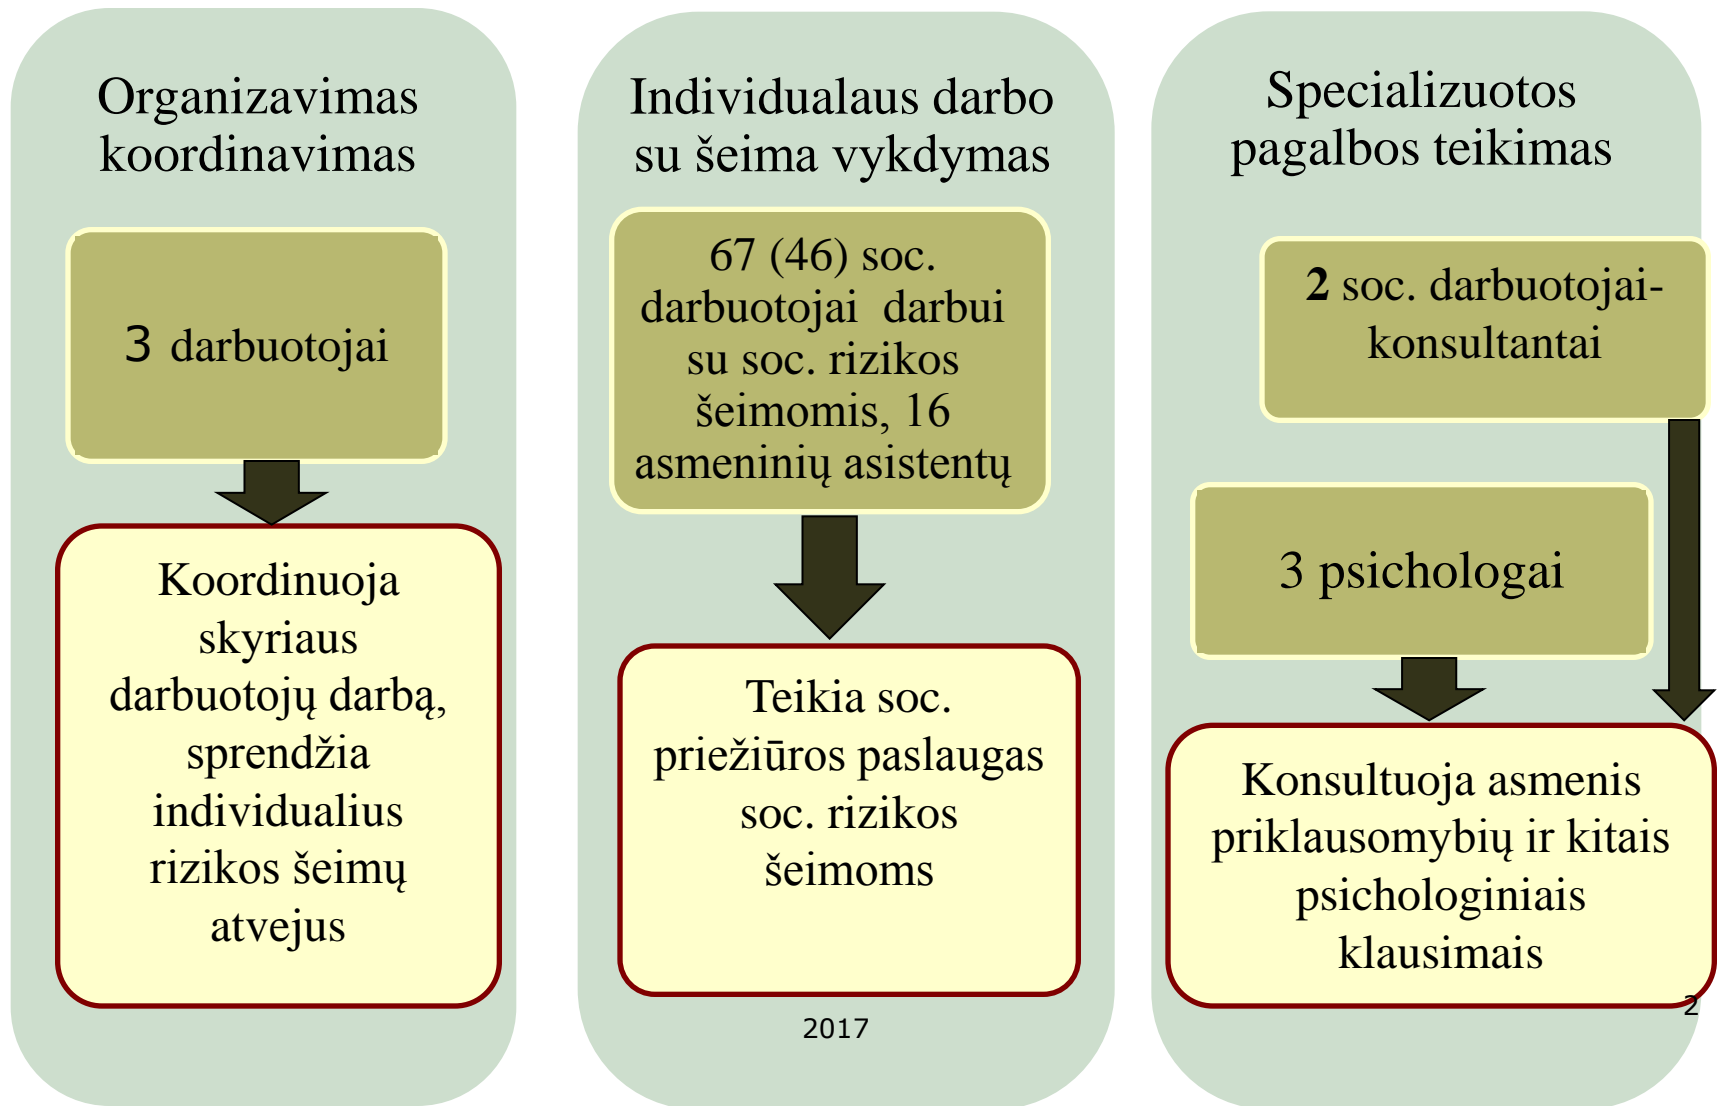 Organizavimas
koordinavimas
3 darbuotojai
Koordinuoja
skyriaus
darbuotojų darbą,
sprendžia
individualius
rizikos šeimų
atvejus
Individualaus darbo
su šeima vykdymas
67 (46) soc.
darbuotojai darbui
su soc. rizikos
šeimomis, 16
asmeninių asistentų
Teikia soc.
priežiūros paslaugas
soc. rizikos
šeimoms
Specializuotos
pagalbos teikimas
2 soc. darbuotojai-
konsultantai
3 psichologai
Konsultuoja asmenis
priklausomybių ir kitais
psichologiniais
klausimais
2017
2